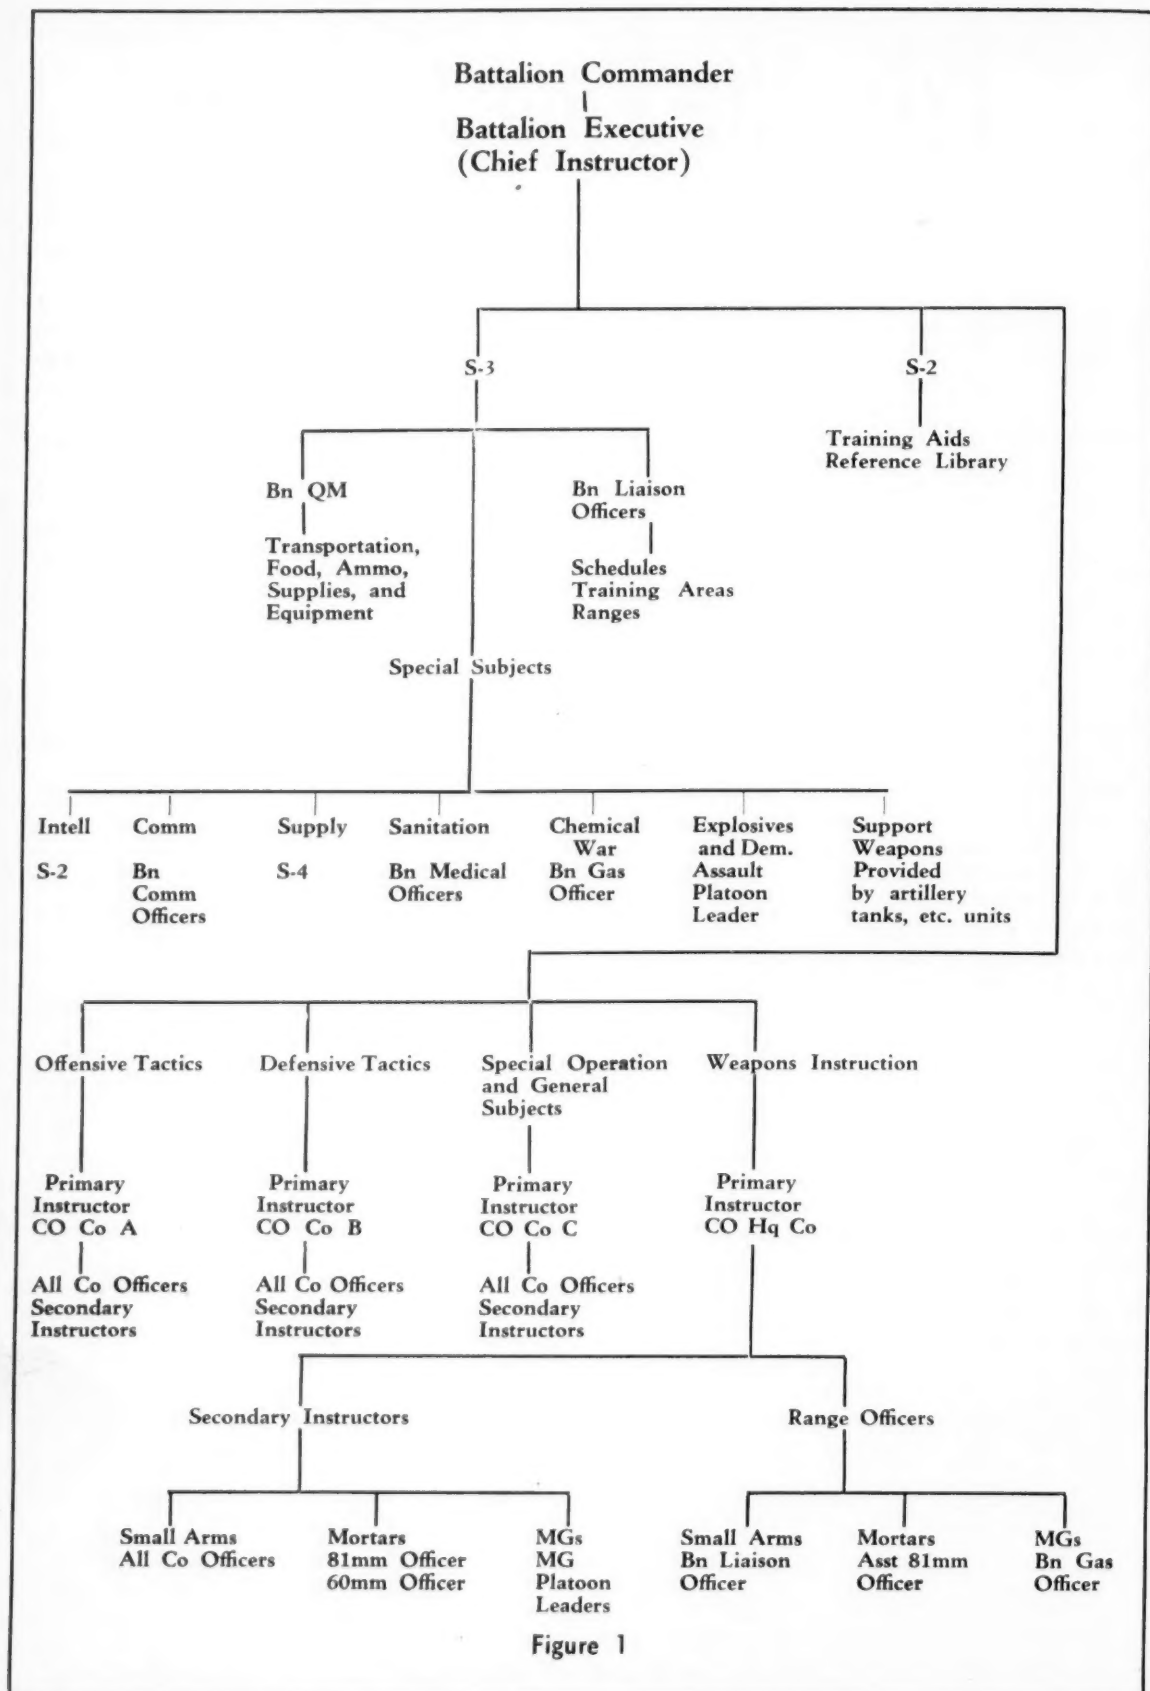 Battalion Commander
Battalion Executive
(Chief Instructor)
S-3
S-2
Training Aids
Reference Library
Bn QM
Transportation,
Food, Ammo,
Supplies, and
Equipment
Bn Liaison
Officers
Schedules
Training Areas
Ranges
Special Subjects
Intell
S-2
Comm
Bn
Comm
Officers
Supply
S-4
Sanitation
Bn Medical
Officers
Chemical
War
Bn Gas
Officer
Explosives
and Dem.
Assault
Platoon
Leader
Support
Weapons
Provided
by artillery
tanks, etc. units
Offensive Tactics
Primary
Instructor
CO Co A
All Co Officers
Secondary
Instructors
Defensive Tactics
Primary
Instructor
CO Co B
All Co Officers
Secondary
Instructors
Special Operation
and General
Subjects
Primary
Instructor
CO Co C
All Co Officers
Secondary
Instructors
Weapons Instruction
Primary
Instructor
CO Hq Co
Secondary Instructors
Small Arms
All Co Officers
Mortars
81mm Officer
60mm Officer
MGs
MG
Platoon
Leaders
Range Officers
Small Arms
Bn Liaison
Officer
Mortars
Asst 81mm
Officer
MGs
Bn Gas
Officer
Figure 1